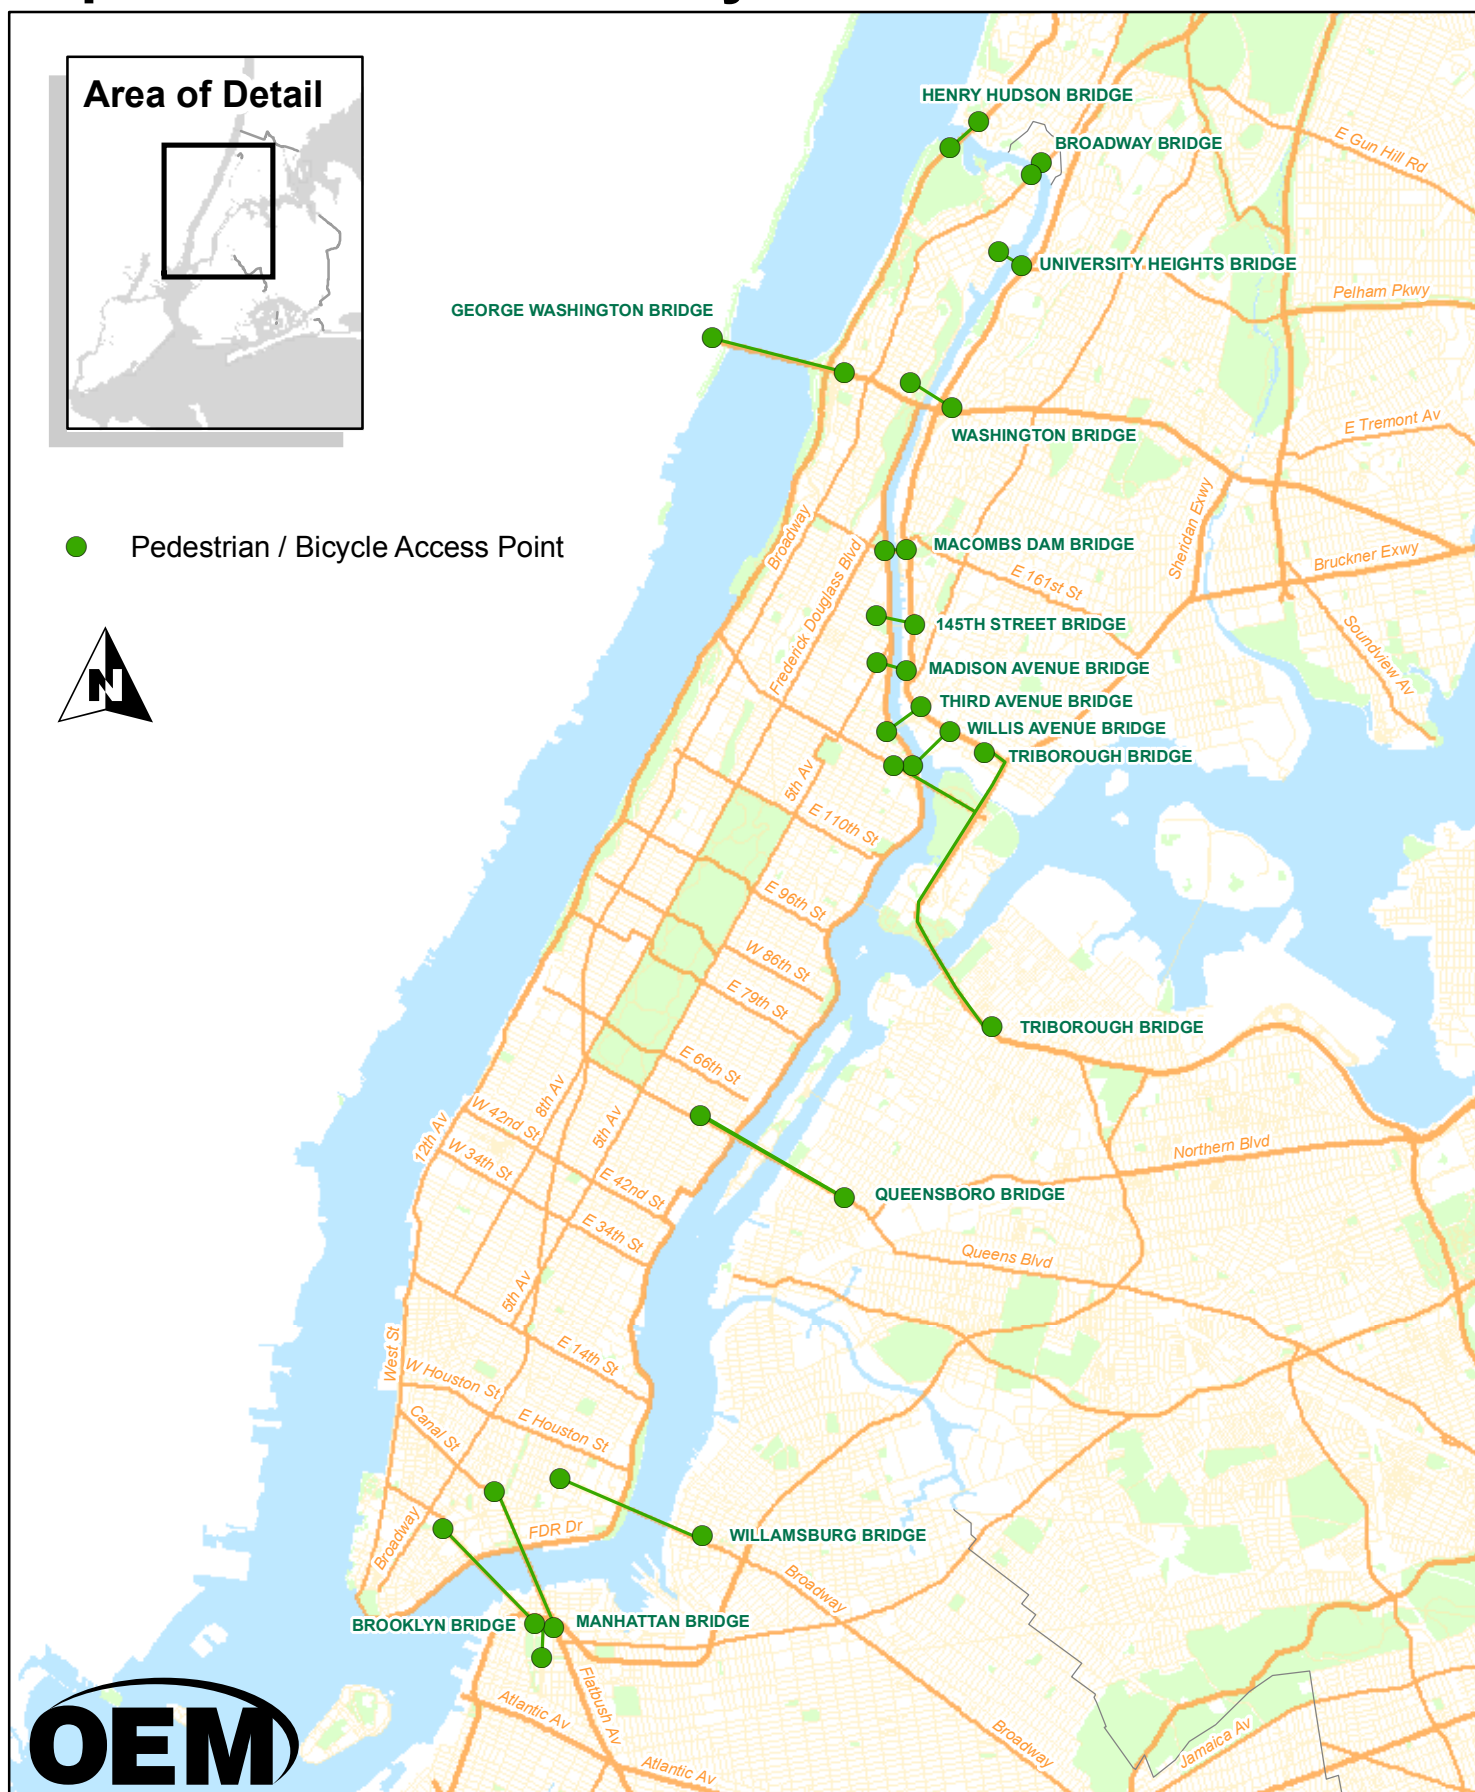 Area of Detail
HENRY HUDSON BRIDGE
BROADWAY BRIDGE
E Gun Hill Rd
UNIVERSITY HEIGHTS BRIDGE
Pelham Pkwy
GEORGE WASHINGTON BRIDGE
E Tremont Av
WASHINGTON BRIDGE
Sheridan Expwy
Broadway
Pedestrian / Bicycle Access Point
MACOMBS DAM BRIDGE
Bruckner Exwy
E 161st St
Frederick Douglass Blvd
145TH STREET BRIDGE
Soundview Av
N
MADISON AVENUE BRIDGE
THIRD AVENUE BRIDGE
WILLIS AVENUE BRIDGE
TRIBOROUGH BRIDGE
5th Av
E 110th St
E 96th St
W 86th St
E 79th St
TRIBOROUGH BRIDGE
E 66th St
8th Av
5th Av
W 42nd St
12th Av
W 34th St
Northern Blvd
E 42nd St
QUEENSBORO BRIDGE
E 34th St
Queens Blvd
5th Av
West St
E 14th St
W Houston St
Canal St
E Houston St
FDR Dr
Broadway
WILLAMSBURG BRIDGE
Broadway
BROOKLYN BRIDGE
MANHATTAN BRIDGE
Flatbush Av
Atlantic Av
Broadway
Jamaica Av
Atlantic Av
OEM